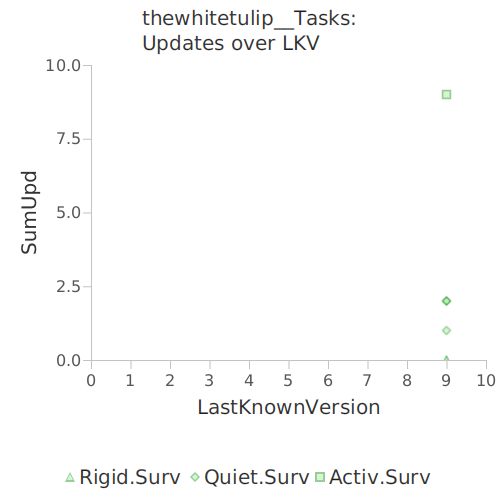 thewhitetulip__Tasks:
Updates over LKV
10.0
7.5
5.0
2.5
0.0
SumUpd
0 1 2 3 4 5 6 7 8 9 10
LastKnownVersion
Rigid.Surv Quiet.Surv Activ.Surv